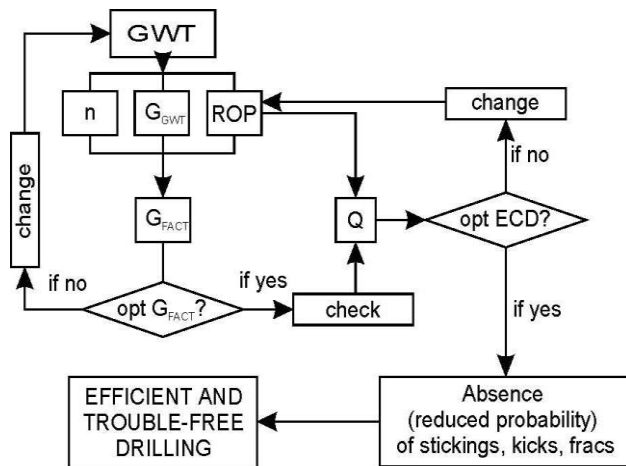 GWT
n
G_GWT
ROP
change
change
if no
G_FACT
Q
opt ECD?
if no
if yes
opt G_FACT?
check
if yes
EFFICIENT AND
TROUBLE-FREE
DRILLING
Absence
(reduced probability)
of stickings, kicks, fracs